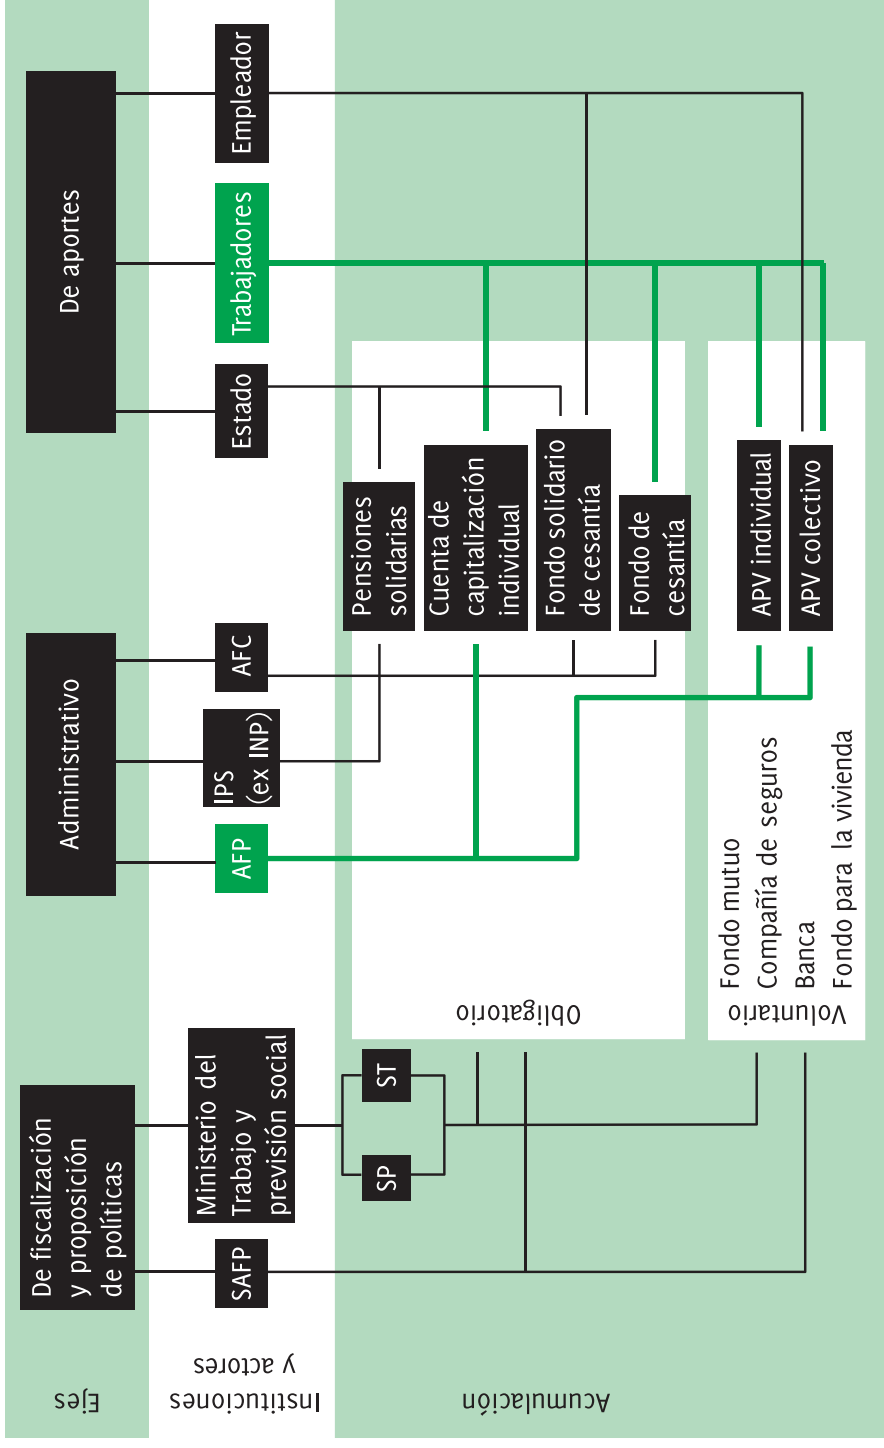 Ejes
De fiscalización
y proposición
de políticas
Administrativo
De aportes
Instituciones
y actores
SAFP
Ministerio del
Trabajo y
previsión social
AFP
IPS
(ex INP)
AFC
Estado
Trabajadores
Empleador
Acumulación
SP
ST
Obligatorio
Pensiones
solidarias
Cuenta de
capitalización
individual
Fondo solidario
de cesantía
Fondo de
cesantía
Voluntario
Fondo mutuo
Compañía de seguros
Banca
Fondo para la vivienda
APV individual
APV colectivo